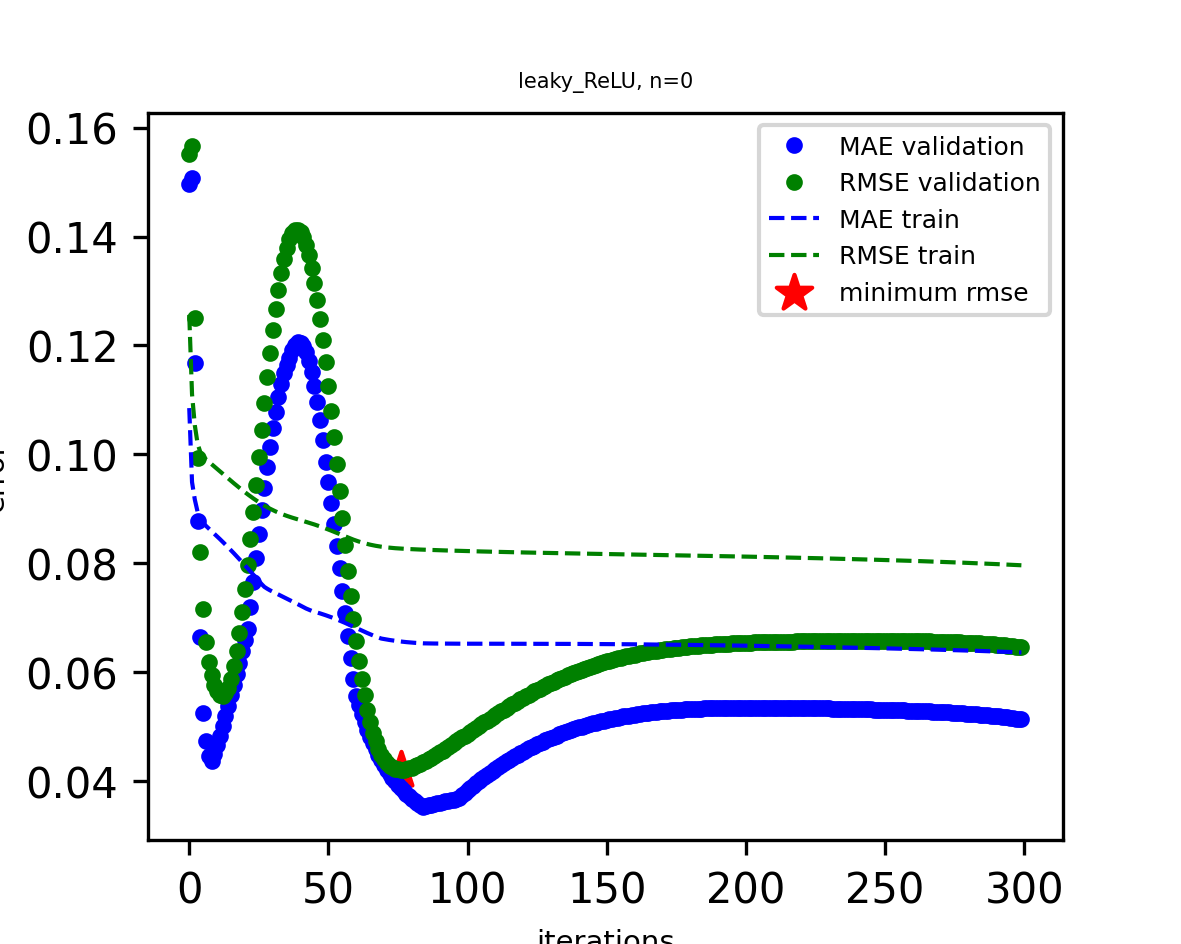 leaky_ReLU, n=0
0.16
0.14
0.12
0.10
0.08
0.06
0.04
0 50 100 150 200 250 300
MAE validation
RMSE validation
MAE train
RMSE train
minimum rmse
iterations